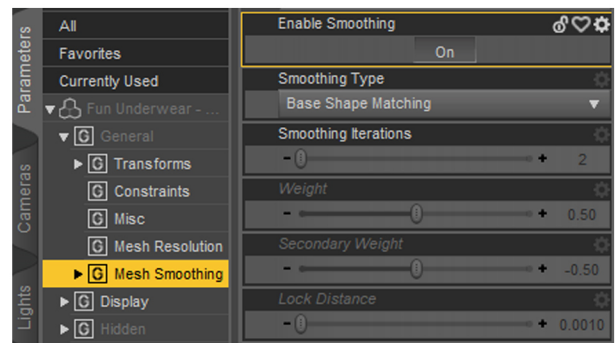 Parameters
Cameras
Lights
All
Favorites
Currently Used
Fun Underwear - ...
General
Transforms
Constraints
Misc
Mesh Resolution
Mesh Smoothing
Display
Hidden
Enable Smoothing
On
Smoothing Type
Base Shape Matching
Smoothing Iterations
- + 2
Weight
- + 0.50
Secondary Weight
- + -0.50
Lock Distance
- + 0.0010